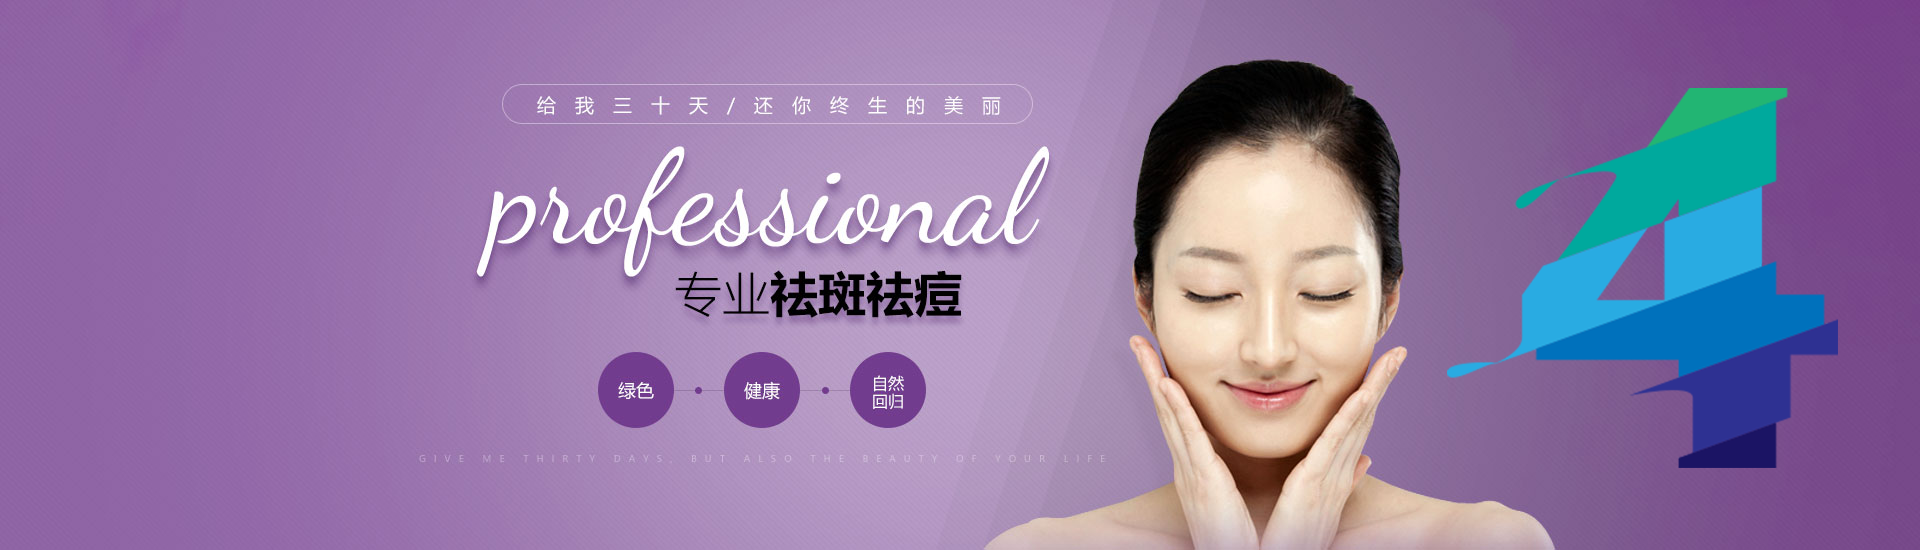 给我三十天/还你终生的美丽
professional
专业祛斑祛痘
绿色
健康
自然
回归
GIVE ME THIRTY DAYS, BUT ALSO THE BEAUTY OF YOUR LIFE
4